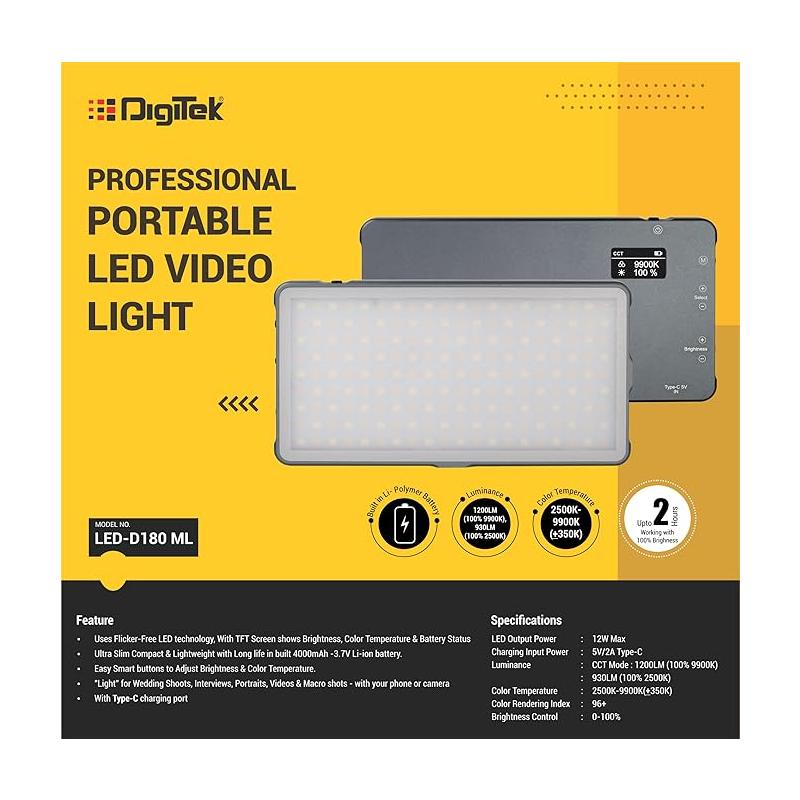 DigiTek®
PROFESSIONAL
PORTABLE
LED VIDEO
LIGHT
CCT
9900K
100 %
M
Select
Brightness
Type-C 5V
IN
Built in Li- Polymer Battery
Luminance
1200LM
(100% 9900K),
930LM
(100% 2500K)
Color Temperature
2500K-
9900K
(±350K)
Upto 2 Hours
Working with
100% Brighness
MODEL NO.
LED-D180 ML
Feature
• Uses Flicker-Free LED technology, With TFT Screen shows Brightness, Color Temperature & Battery Status
• Ultra Slim Compact & Lightweight with Long life in built 4000mAh -3.7V Li-ion battery.
• Easy Smart buttons to Adjust Brightness & Color Temperature.
• "Light" for Wedding Shoots, Interviews, Portraits, Videos & Macro shots - with your phone or camera
• With Type-C charging port
Specifications
LED Output Power : 12W Max
Charging Input Power : 5V/2A Type-C
Luminance : CCT Mode : 1200LM (100% 9900K)
: 930LM (100% 2500K)
Color Temperature : 2500K-9900K(±350K)
Color Rendering Index : 96+
Brightness Control : 0-100%